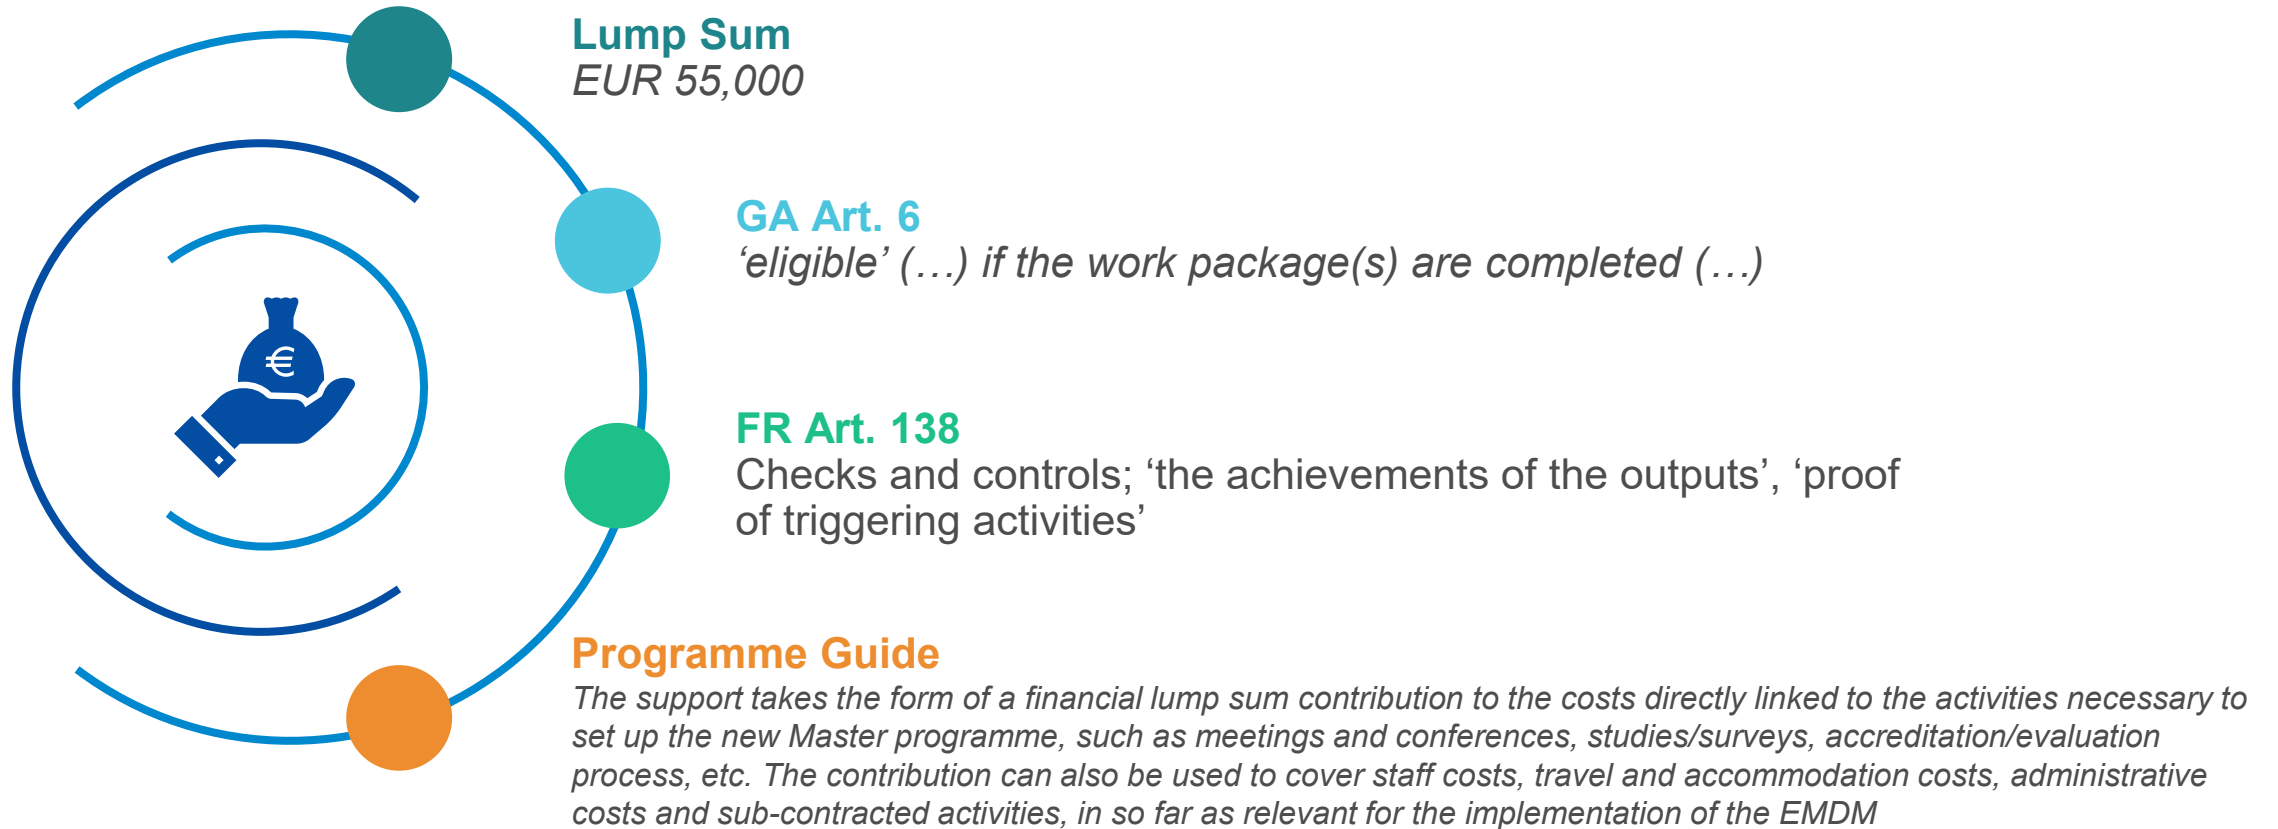 Lump Sum
EUR 55,000
GA Art. 6
‘eligible’ (…) if the work package(s) are completed (…)
€
FR Art. 138
Checks and controls; ‘the achievements of the outputs’, ‘proof
of triggering activities’
Programme Guide
The support takes the form of a financial lump sum contribution to the costs directly linked to the activities necessary to
set up the new Master programme, such as meetings and conferences, studies/surveys, accreditation/evaluation
process, etc. The contribution can also be used to cover staff costs, travel and accommodation costs, administrative
costs and sub-contracted activities, in so far as relevant for the implementation of the EMDM